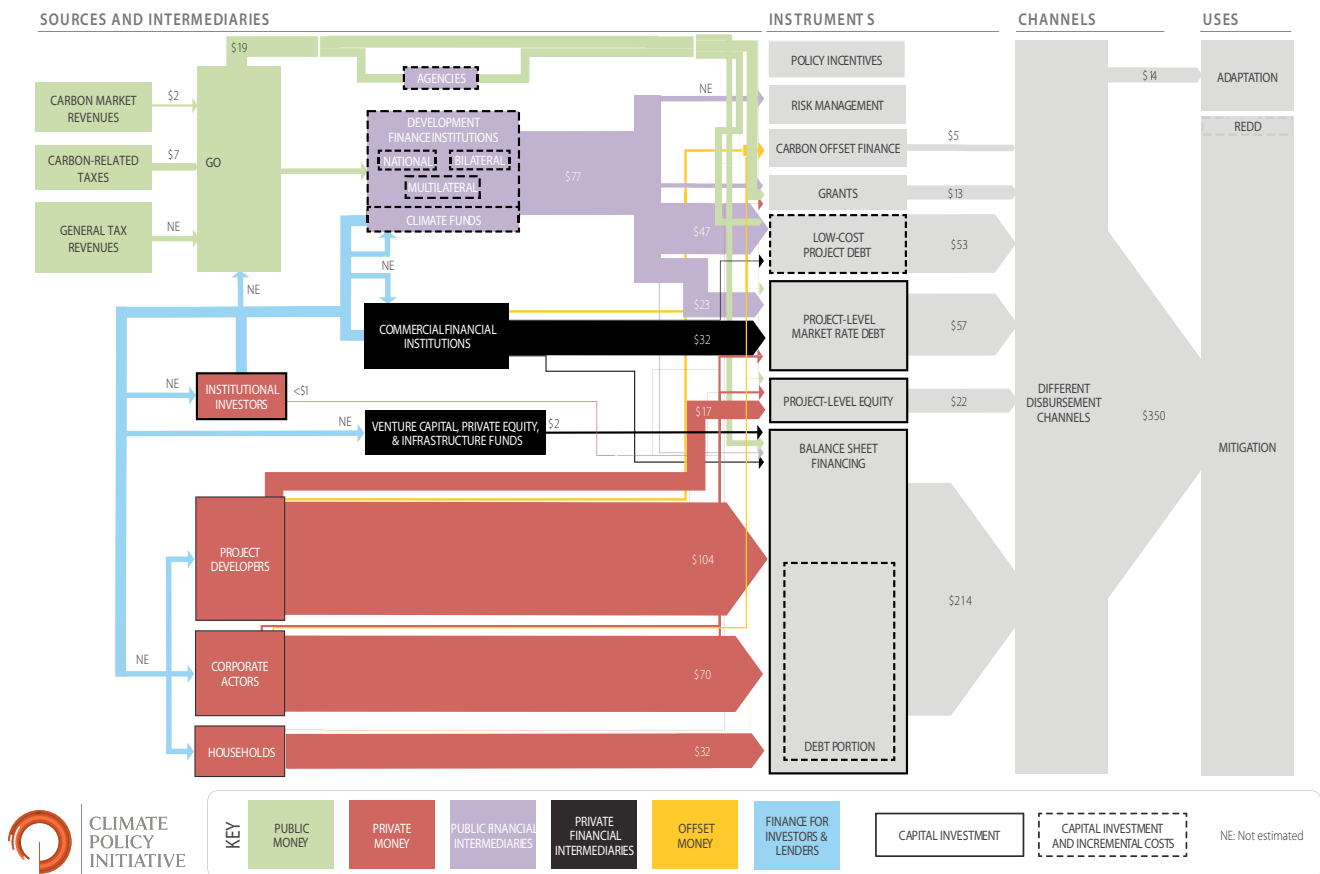 SOURCES AND INTERMEDIARIES
INSTRUMENTS
CHANNELS
USES
$19
AGENCIES
POLICY INCENTIVES
$14
ADAPTATION
CARBON MARKET
REVENUES
$2
NE
RISK MANAGEMENT
DEVELOPMENT
FINANCE INSTITUTIONS
REDD
CARBON-RELATED
TAXES
$7
GO
NATIONAL
BILATERAL
MULTILATERAL
$77
CARBON OFFSET FINANCE
$5
GRANTS
$13
GENERAL TAX
REVENUES
NE
CLIMATE FUNDS
$47
LOW-COST
PROJECT DEBT
$53
NE
NE
$23
COMMERCIAL FINANCIAL
INSTITUTIONS
$32
PROJECT-LEVEL
MARKET RATE DEBT
$57
NE
INSTITUTIONAL
INVESTORS
<$1
$17
PROJECT-LEVEL EQUITY
$22
DIFFERENT
DISBURSEMENT
CHANNELS
$350
NE
VENTURE CAPITAL, PRIVATE EQUITY,
& INFRASTRUCTURE FUNDS
$2
BALANCE SHEET
FINANCING
MITIGATION
PROJECT
DEVELOPERS
$104
$214
NE
CORPORATE
ACTORS
$70
HOUSEHOLDS
$32
DEBT PORTION
CLIMATE
POLICY
INITIATIVE
KEY
PUBLIC
MONEY
PRIVATE
MONEY
PUBLIC FINANCIAL
INTERMEDIARIES
PRIVATE
FINANCIAL
INTERMEDIARIES
OFFSET
MONEY
FINANCE FOR
INVESTORS &
LENDERS
CAPITAL INVESTMENT
CAPITAL INVESTMENT
AND INCREMENTAL COSTS
NE: Not estimated